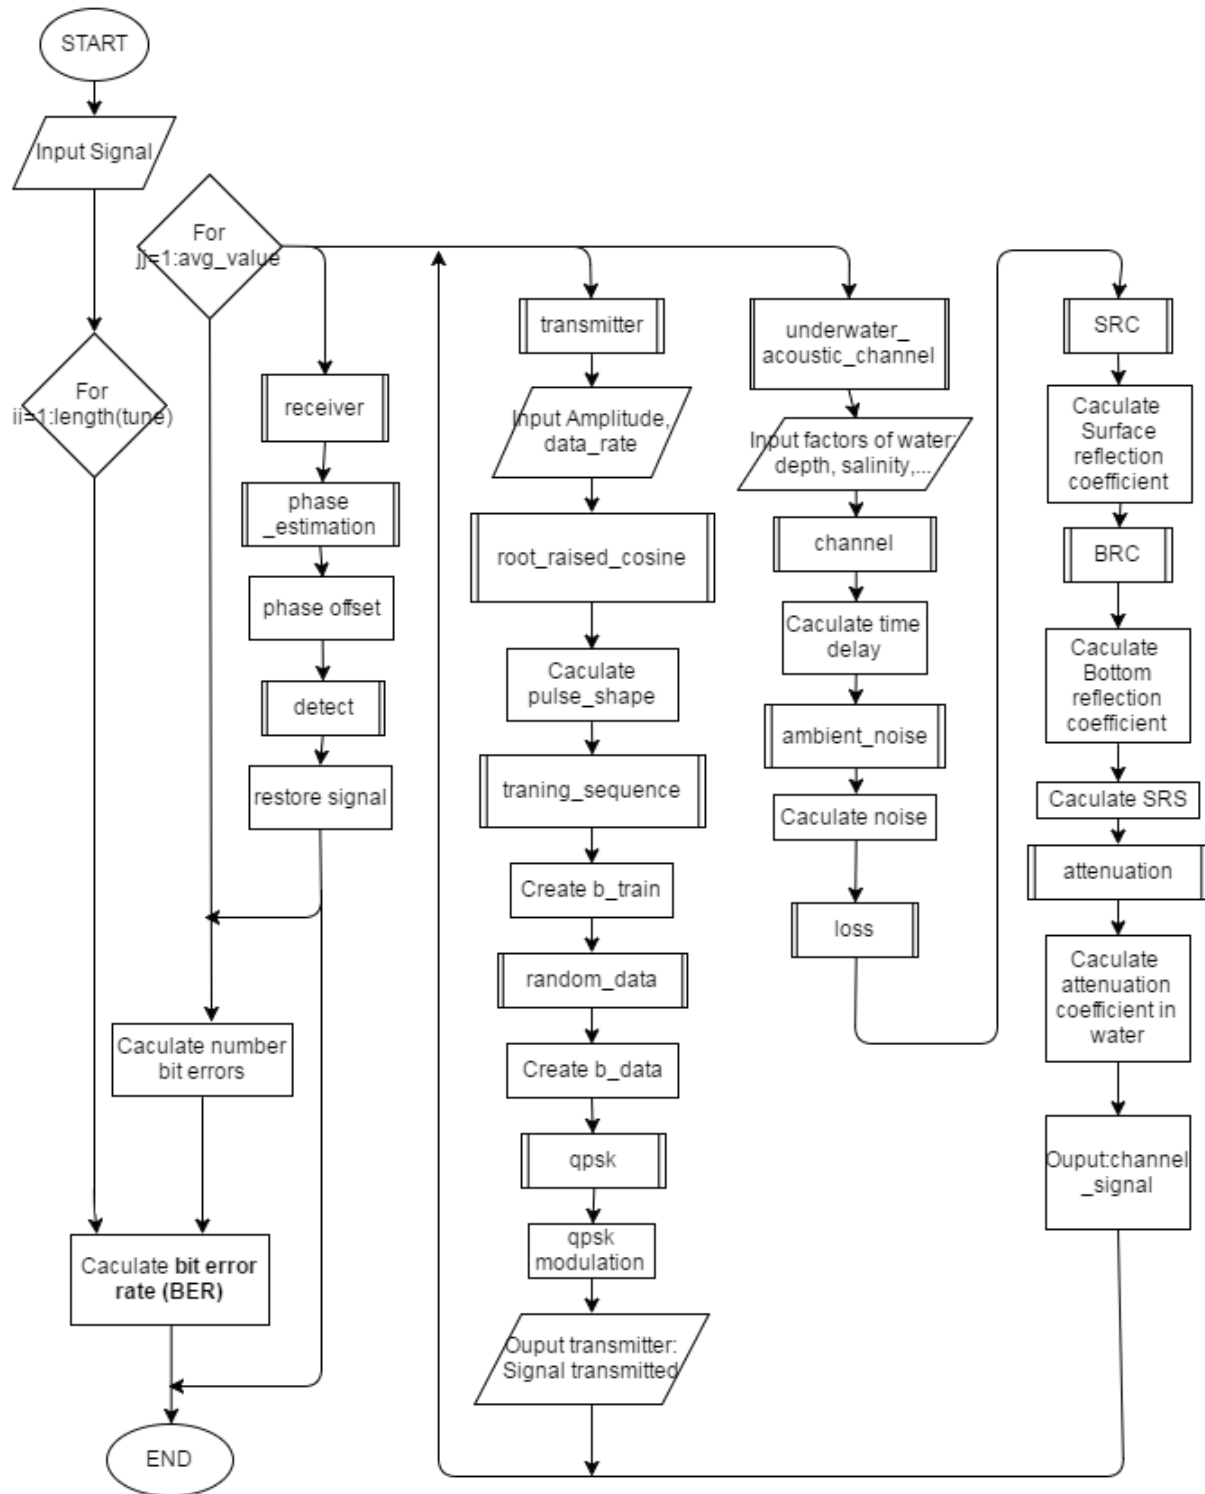 START
Input Signal
For
ii=1:length(tune)
For
jj=1:avg_value
receiver
phase
_estimation
phase offset
detect
restore signal
Caculate number
bit errors
Caculate bit error
rate (BER)
END
transmitter
Input Amplitude,
data_rate
root_raised_cosine
Caculate
pulse_shape
traning_sequence
Create b_train
random_data
Create b_data
qpsk
qpsk
modulation
Ouput transmitter:
Signal transmitted
underwater_
acoustic_channel
Input factors of water:
depth, salinity,...
channel
Caculate time
delay
ambient_noise
Caculate noise
loss
SRC
Caculate
Surface
reflection
coefficient
BRC
Caculate
Bottom
reflection
coefficient
Caculate SRS
attenuation
Caculate
attenuation
coefficient in
water
Ouput:channel
_signal